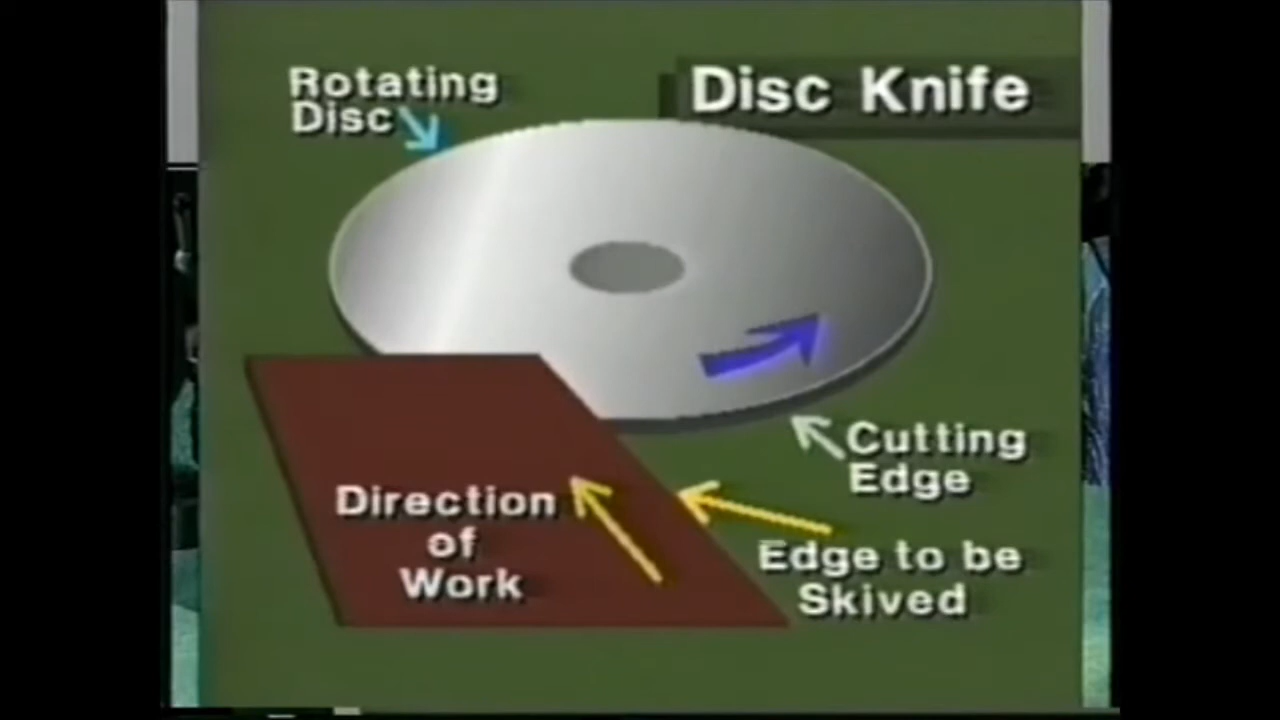 Disc Knife
Rotating
Disc
Cutting
Edge
Direction
of
Work
Edge to be
Skived